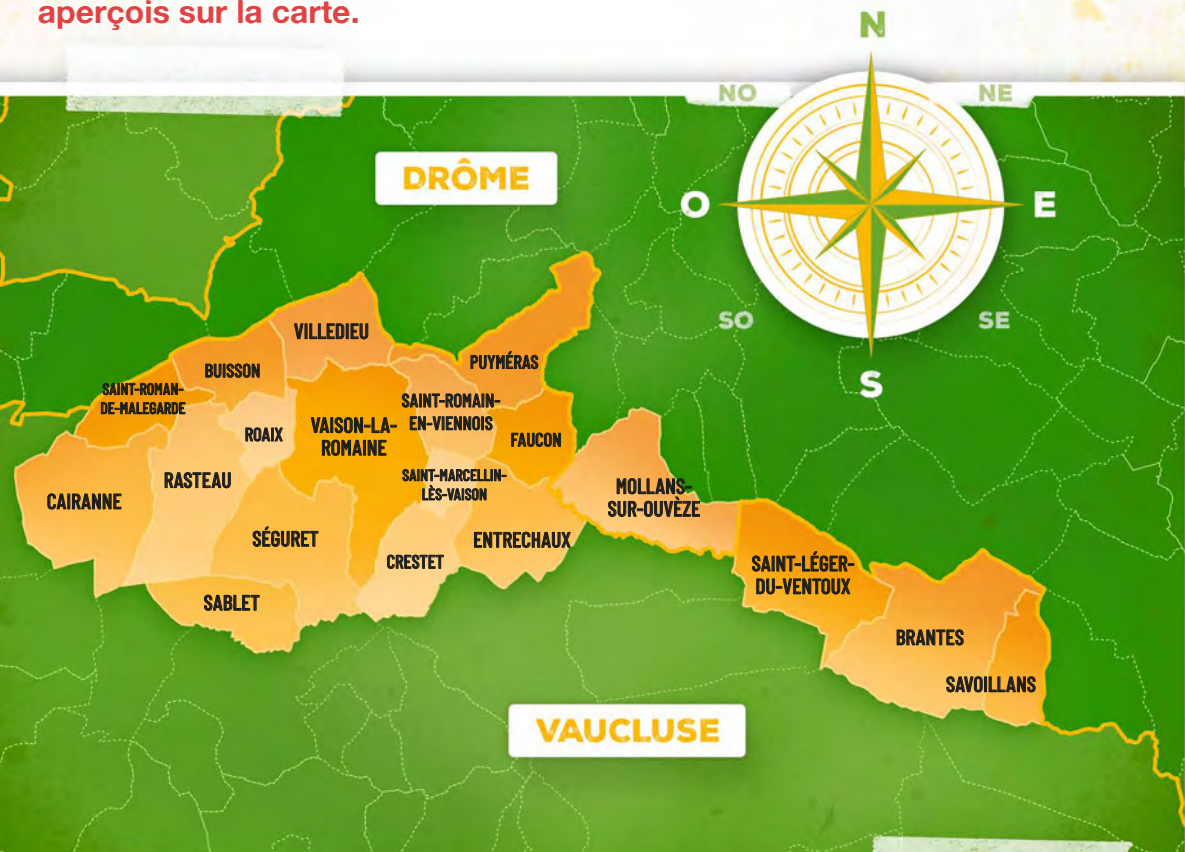 aperçois sur la carte.
N
NO
NE
DRÔME
O
E
SO
SE
S
VILLEDIEU
PUYMÉRAS
BUISSON
SAINT-ROMAN-
DE-MALEGARDE
SAINT-ROMAIN-
EN-VIENNOIS
VAISON-LA-
ROMAINE
ROAIX
FAUCON
RASTEAU
SAINT-MARCELLIN-
LÈS-VAISON
CAIRANNE
MOLLANS-
SUR-OUVÈZE
SÉGURET
ENTRECHAUX
CRESTET
SAINT-LÉGER-
DU-VENTOUX
SABLET
BRANTES
SAVOILLANS
VAUCLUSE